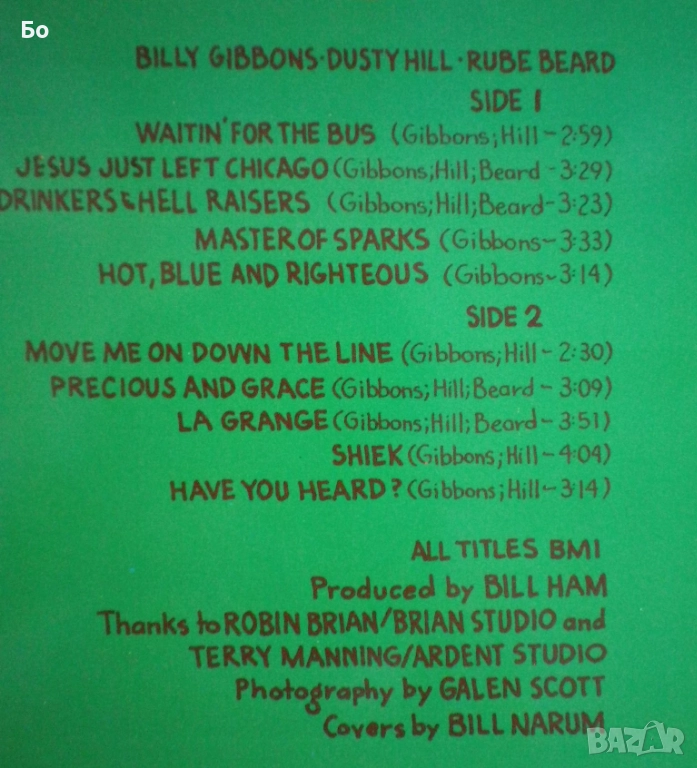 Бо
BILLY GIBBONS·DUSTY HILL·RUBE BEARD
SIDE 1
WAITIN' FOR THE BUS (Gibbons;Hill-2:59)
JESUS JUST LEFT CHICAGO (Gibbons;Hill;Beard-3:29)
DRINKERS & HELL RAISERS (Gibbons;Hill;Beard-3:23)
MASTER OF SPARKS (Gibbons-3:33)
HOT, BLUE AND RIGHTEOUS (Gibbons-3:14)
SIDE 2
MOVE ME ON DOWN THE LINE (Gibbons;Hill-2:30)
PRECIOUS AND GRACE (Gibbons;Hill;Beard-3:09)
LA GRANGE (Gibbons;Hill;Beard-3:51)
SHIEK (Gibbons;Hill-4:04)
HAVE YOU HEARD? (Gibbons;Hill-3:14)
ALL TITLES BMI
Produced by BILL HAM
Thanks to ROBIN BRIAN/BRIAN STUDIO and
TERRY MANNING/ARDENT STUDIO
Photography by GALEN SCOTT
Covers by BILL NARUM
BAZAR